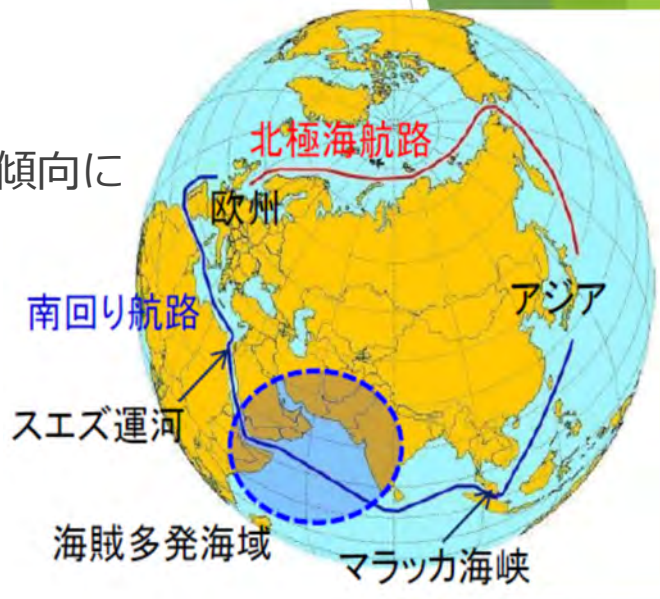 北極海航路
傾向に
欧州
アジア
南回り航路
スエズ運河
海賊多発海域
マラッカ海峡